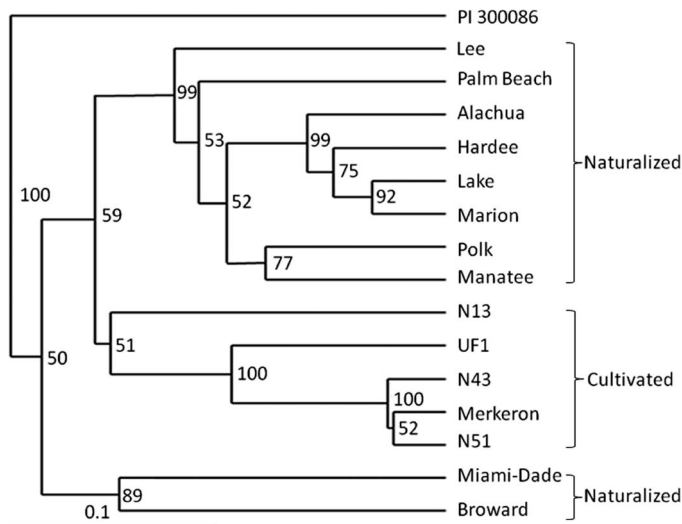 PI 300086
Lee
99
Palm Beach
53
Alachua
99
Hardee
Naturalized
75
Lake
100
92
52
Marion
59
Polk
77
Manatee
N13
51
UF1
50
100
N43
Cultivated
100
Merkeron
52
N51
Miami-Dade
89
Naturalized
0.1
Broward